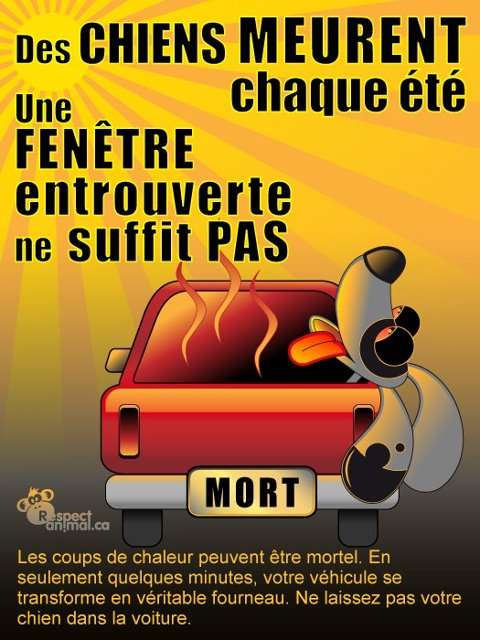 Des CHIENS MEURENT
chaque été
Une
FENÊTRE
entrouverte
ne suffit PAS
MORT
Respect
animal.ca
Les coups de chaleur peuvent être mortel. En
seulement quelques minutes, votre véhicule se
transforme en véritable fourneau. Ne laissez pas votre
chien dans la voiture.